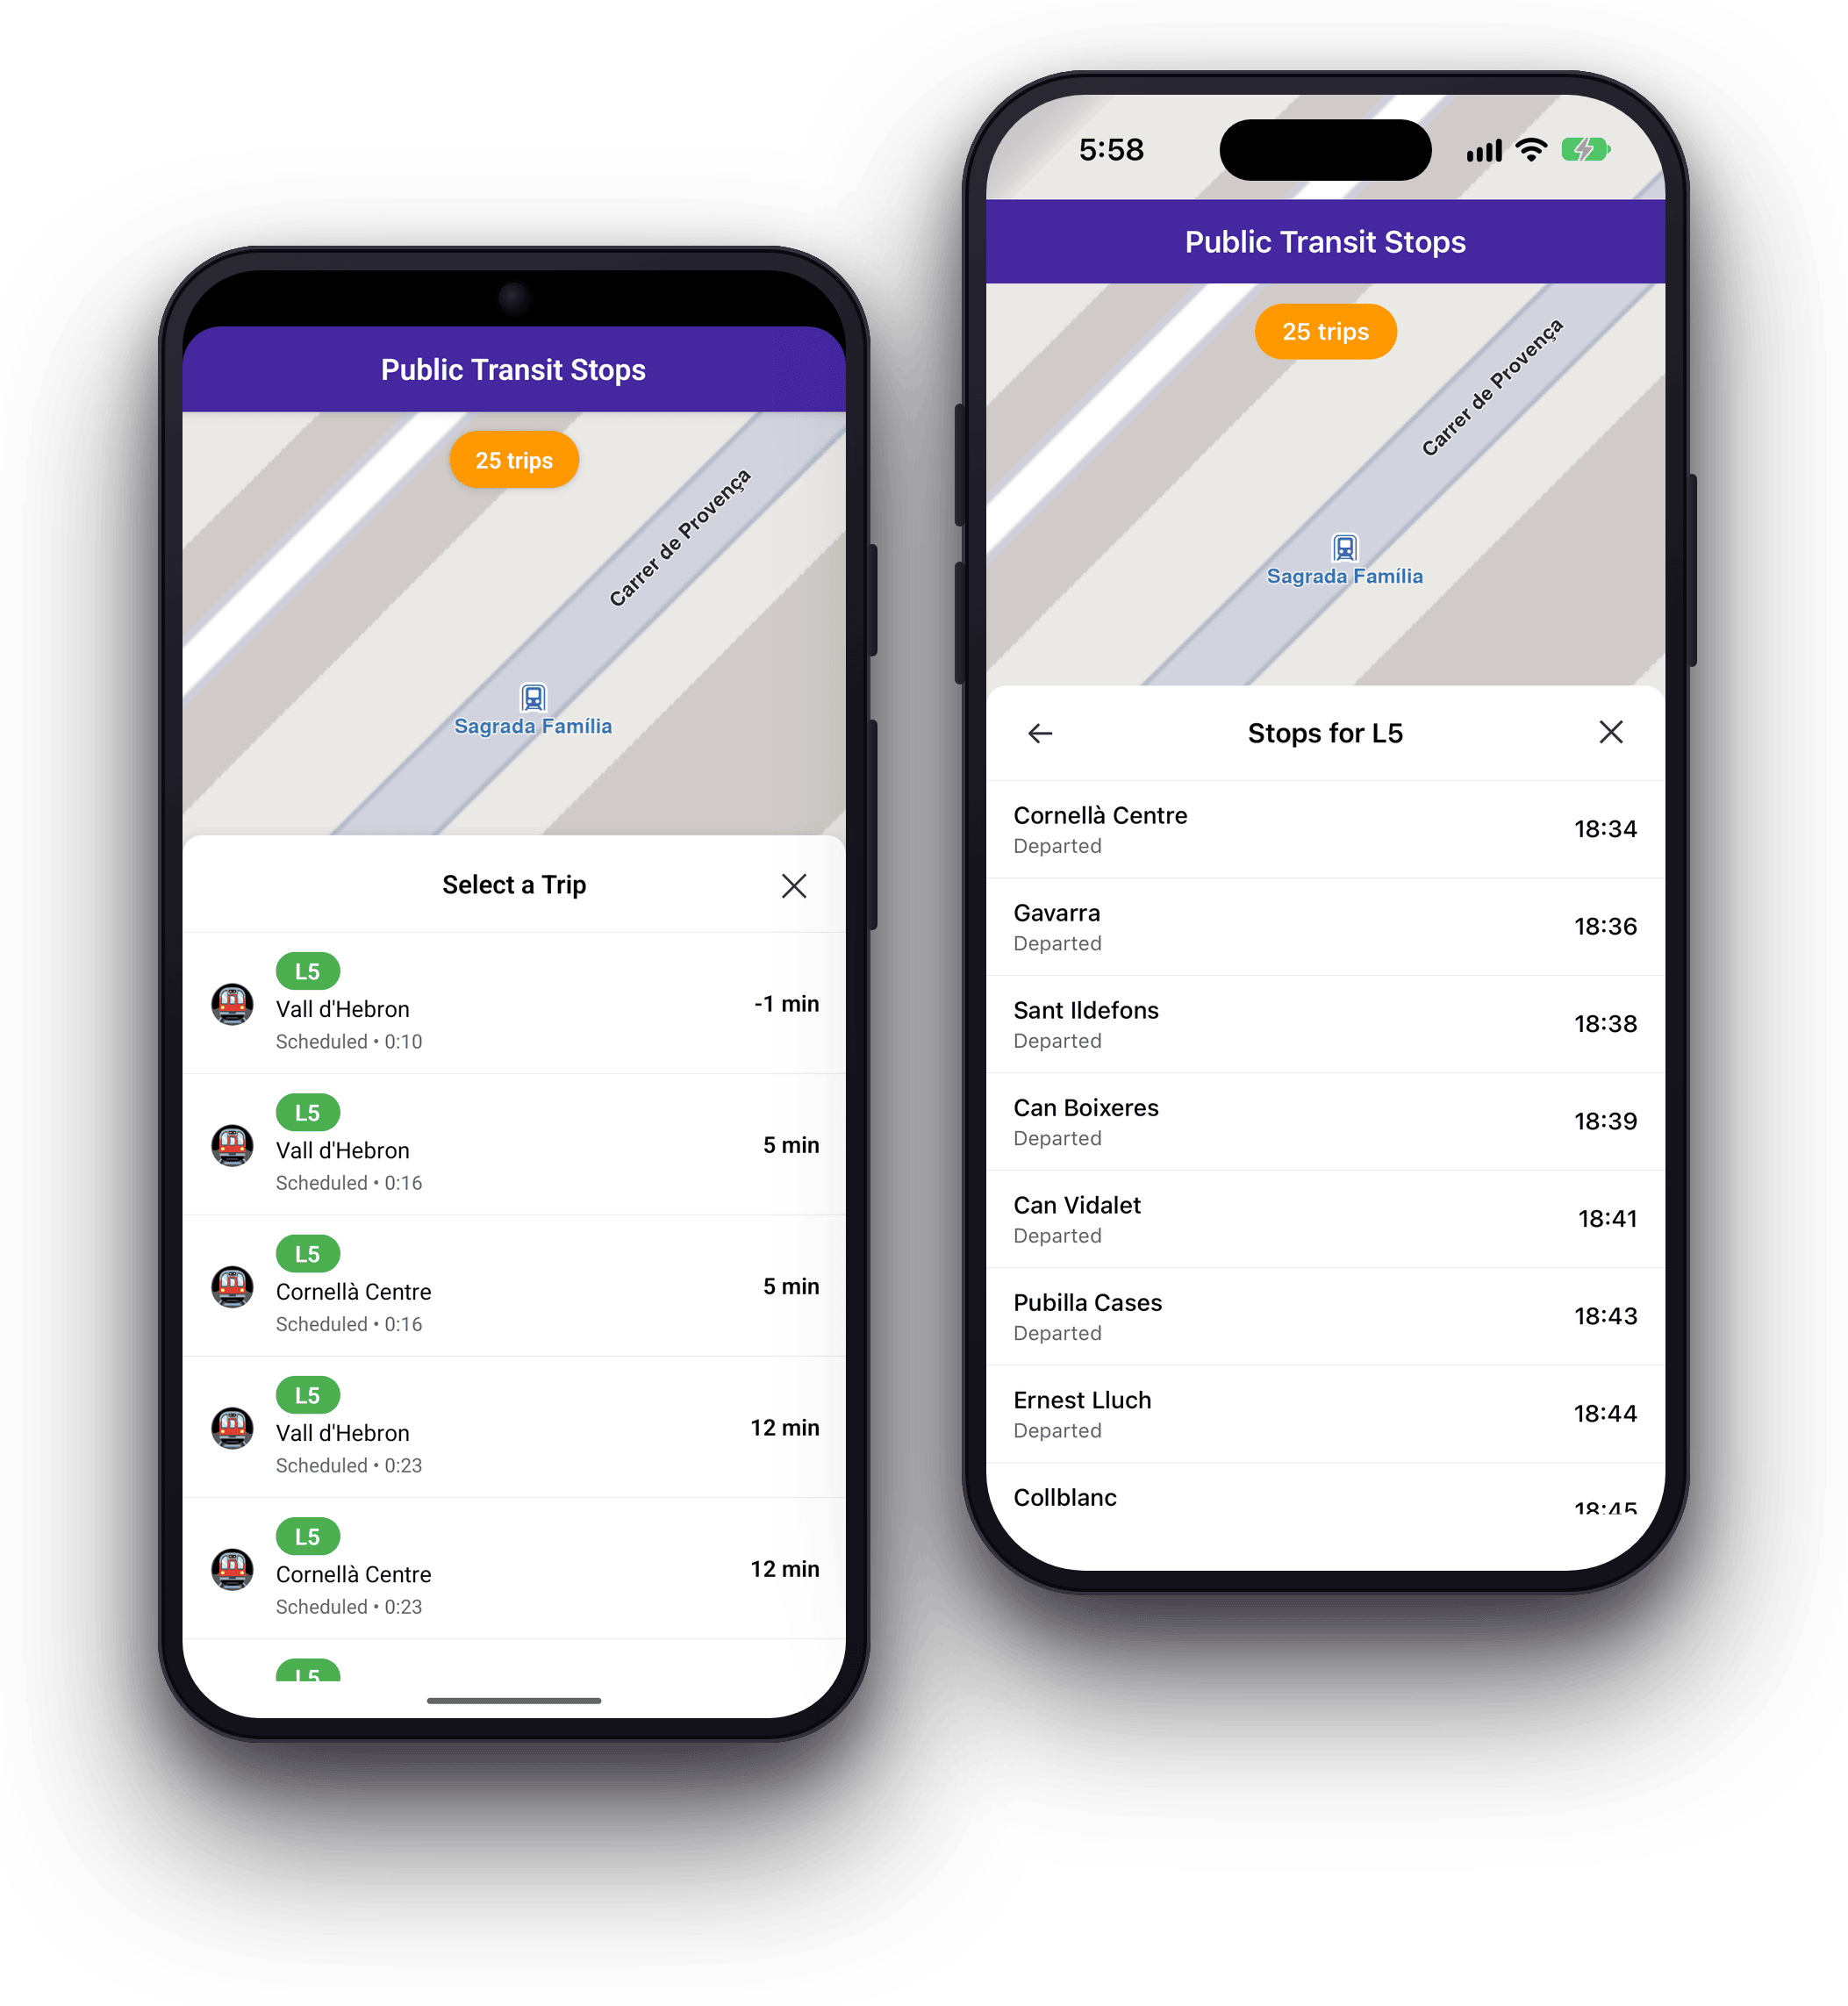 Public Transit Stops
25 trips
Carrer de Provença
Sagrada Família
Select a Trip
L5
Vall d'Hebron
Scheduled • 0:10
-1 min
L5
Vall d'Hebron
Scheduled • 0:16
5 min
L5
Cornellà Centre
Scheduled • 0:16
5 min
L5
Vall d'Hebron
Scheduled • 0:23
12 min
L5
Cornellà Centre
Scheduled • 0:23
12 min
L5
5:58
Public Transit Stops
25 trips
Carrer de Provença
Sagrada Família
Stops for L5
Cornellà Centre
Departed
18:34
Gavarra
Departed
18:36
Sant Ildefons
Departed
18:38
Can Boixeres
Departed
18:39
Can Vidalet
Departed
18:41
Pubilla Cases
Departed
18:43
Ernest Lluch
Departed
18:44
Collblanc
18:45